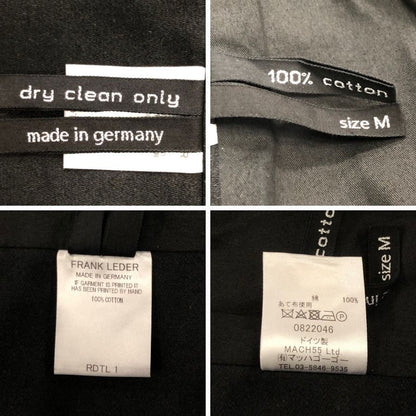 dry clean only
made in germany
100% cotton
size M
FRANK LEDER
MADE IN GERMANY
IF GARMENT IS PRINTED IT
HAS BEEN PRINTED BY HAND
100% COTTON
RDTL 1
cotton
size M
綿 100%
あて布使用
0822046
ドイツ製
MACH55 Ltd.
㈲マッハゴーゴー
TEL.03-5846-9535